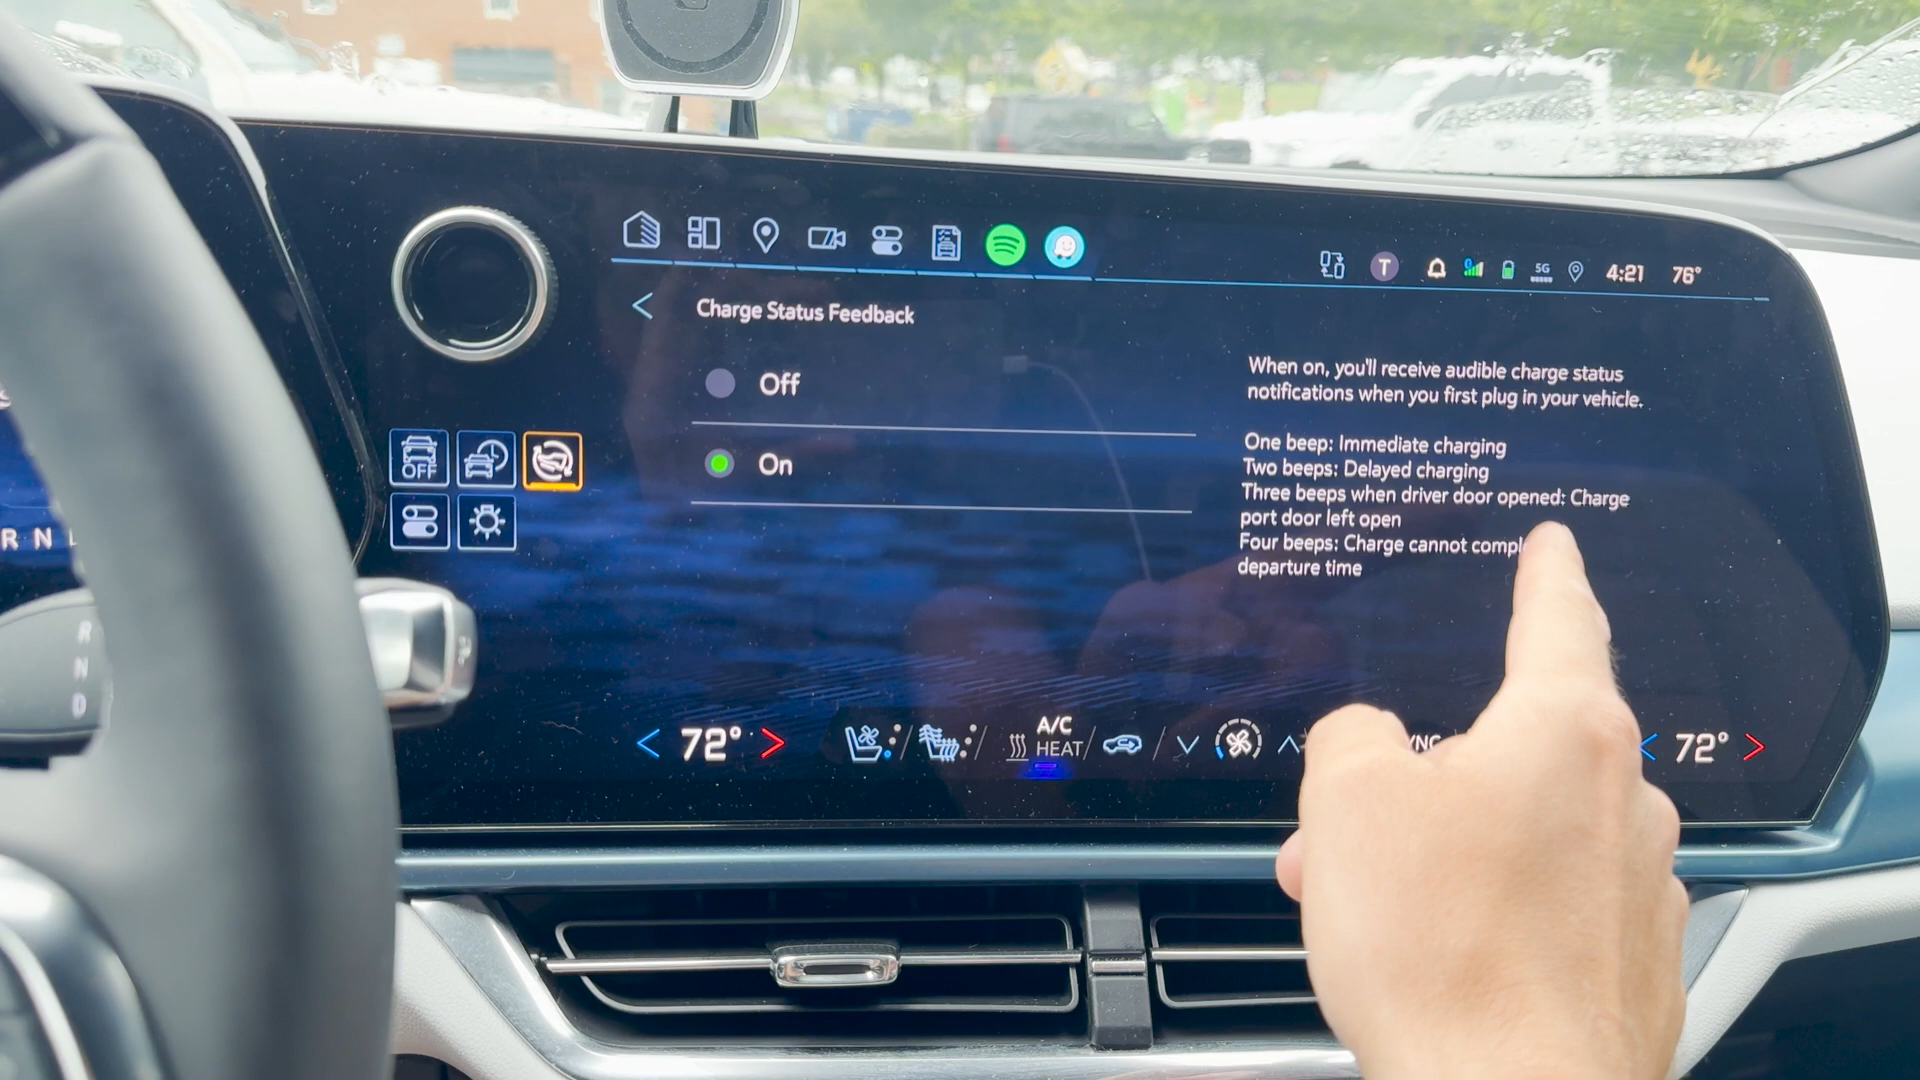 T
5G
4:21
76°
Charge Status Feedback
Off
On
When on, you'll receive audible charge status
notifications when you first plug in your vehicle.
One beep: Immediate charging
Two beeps: Delayed charging
Three beeps when driver door opened: Charge
port door left open
Four beeps: Charge cannot
departure time
OFF
R N
R
N
D
72°
A/C
HEAT
72°